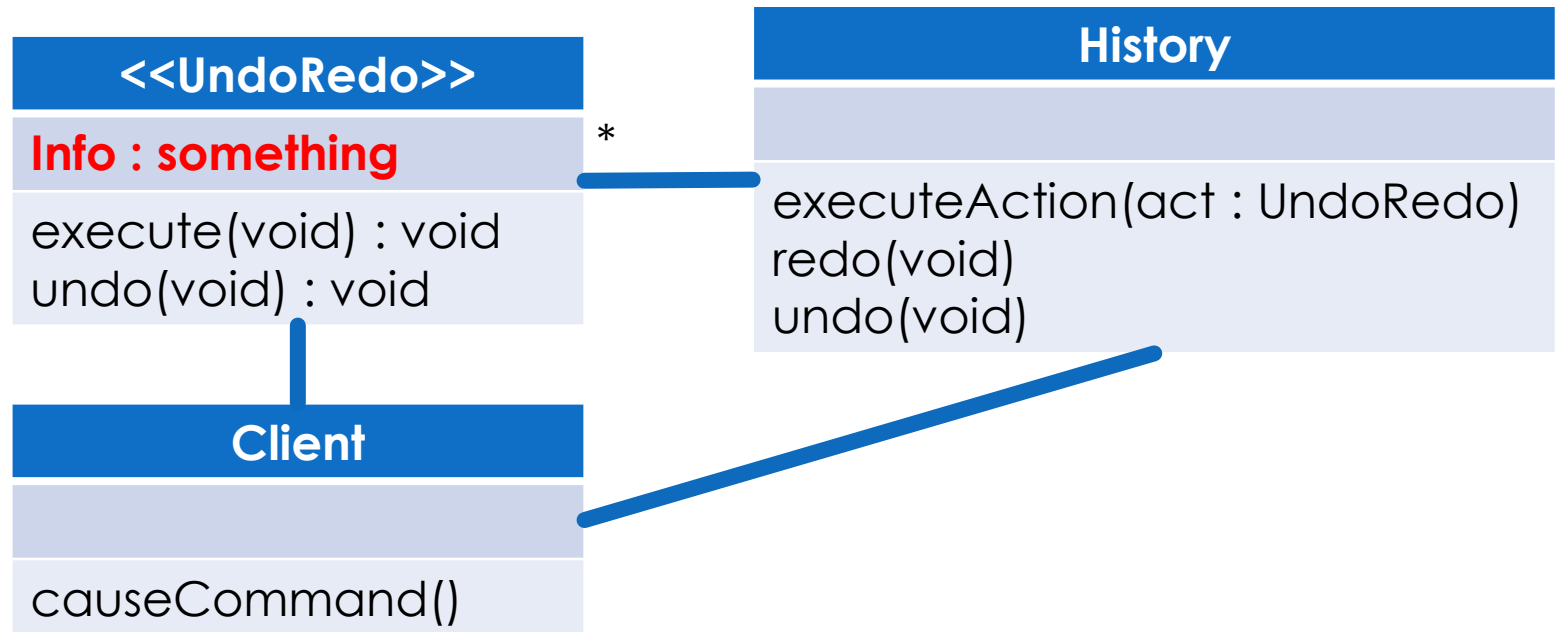 <<UndoRedo>>
Info : something
execute(void) : void
undo(void) : void
*
History
executeAction(act : UndoRedo)
redo(void)
undo(void)
Client
causeCommand()